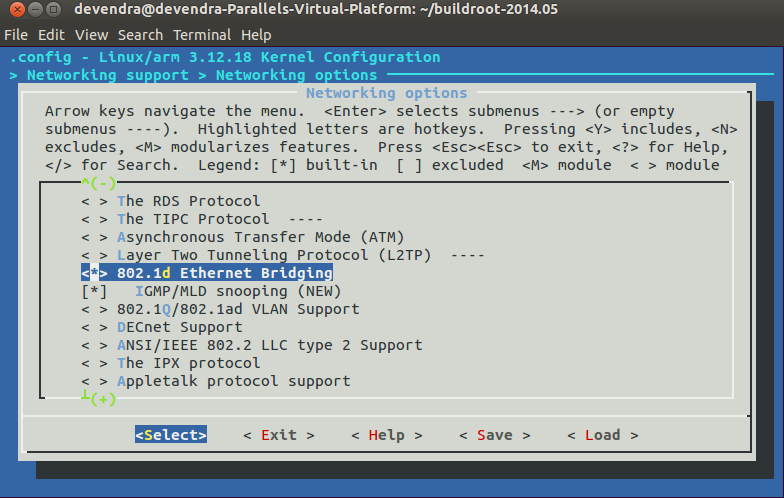 devendra@devendra-Parallels-Virtual-Platform: ~/buildroot-2014.05
File Edit View Search Terminal Help
.config - Linux/arm 3.12.18 Kernel Configuration
> Networking support > Networking options
Networking options
Arrow keys navigate the menu.  <Enter> selects submenus ---> (or empty
submenus ----).  Highlighted letters are hotkeys.  Pressing <Y> includes, <N>
excludes, <M> modularizes features.  Press <Esc><Esc> to exit, <?> for Help,
</> for Search.  Legend: [*] built-in  [ ] excluded  <M> module  < > module
^(-)
< > The RDS Protocol
< > The TIPC Protocol  ----
< > Asynchronous Transfer Mode (ATM)
< > Layer Two Tunneling Protocol (L2TP)  ----
<*> 802.1d Ethernet Bridging
[*]   IGMP/MLD snooping (NEW)
< > 802.1Q/802.1ad VLAN Support
< > DECnet Support
< > ANSI/IEEE 802.2 LLC type 2 Support
< > The IPX protocol
< > Appletalk protocol support
┴(+)
<Select>    < Exit >    < Help >    < Save >    < Load >